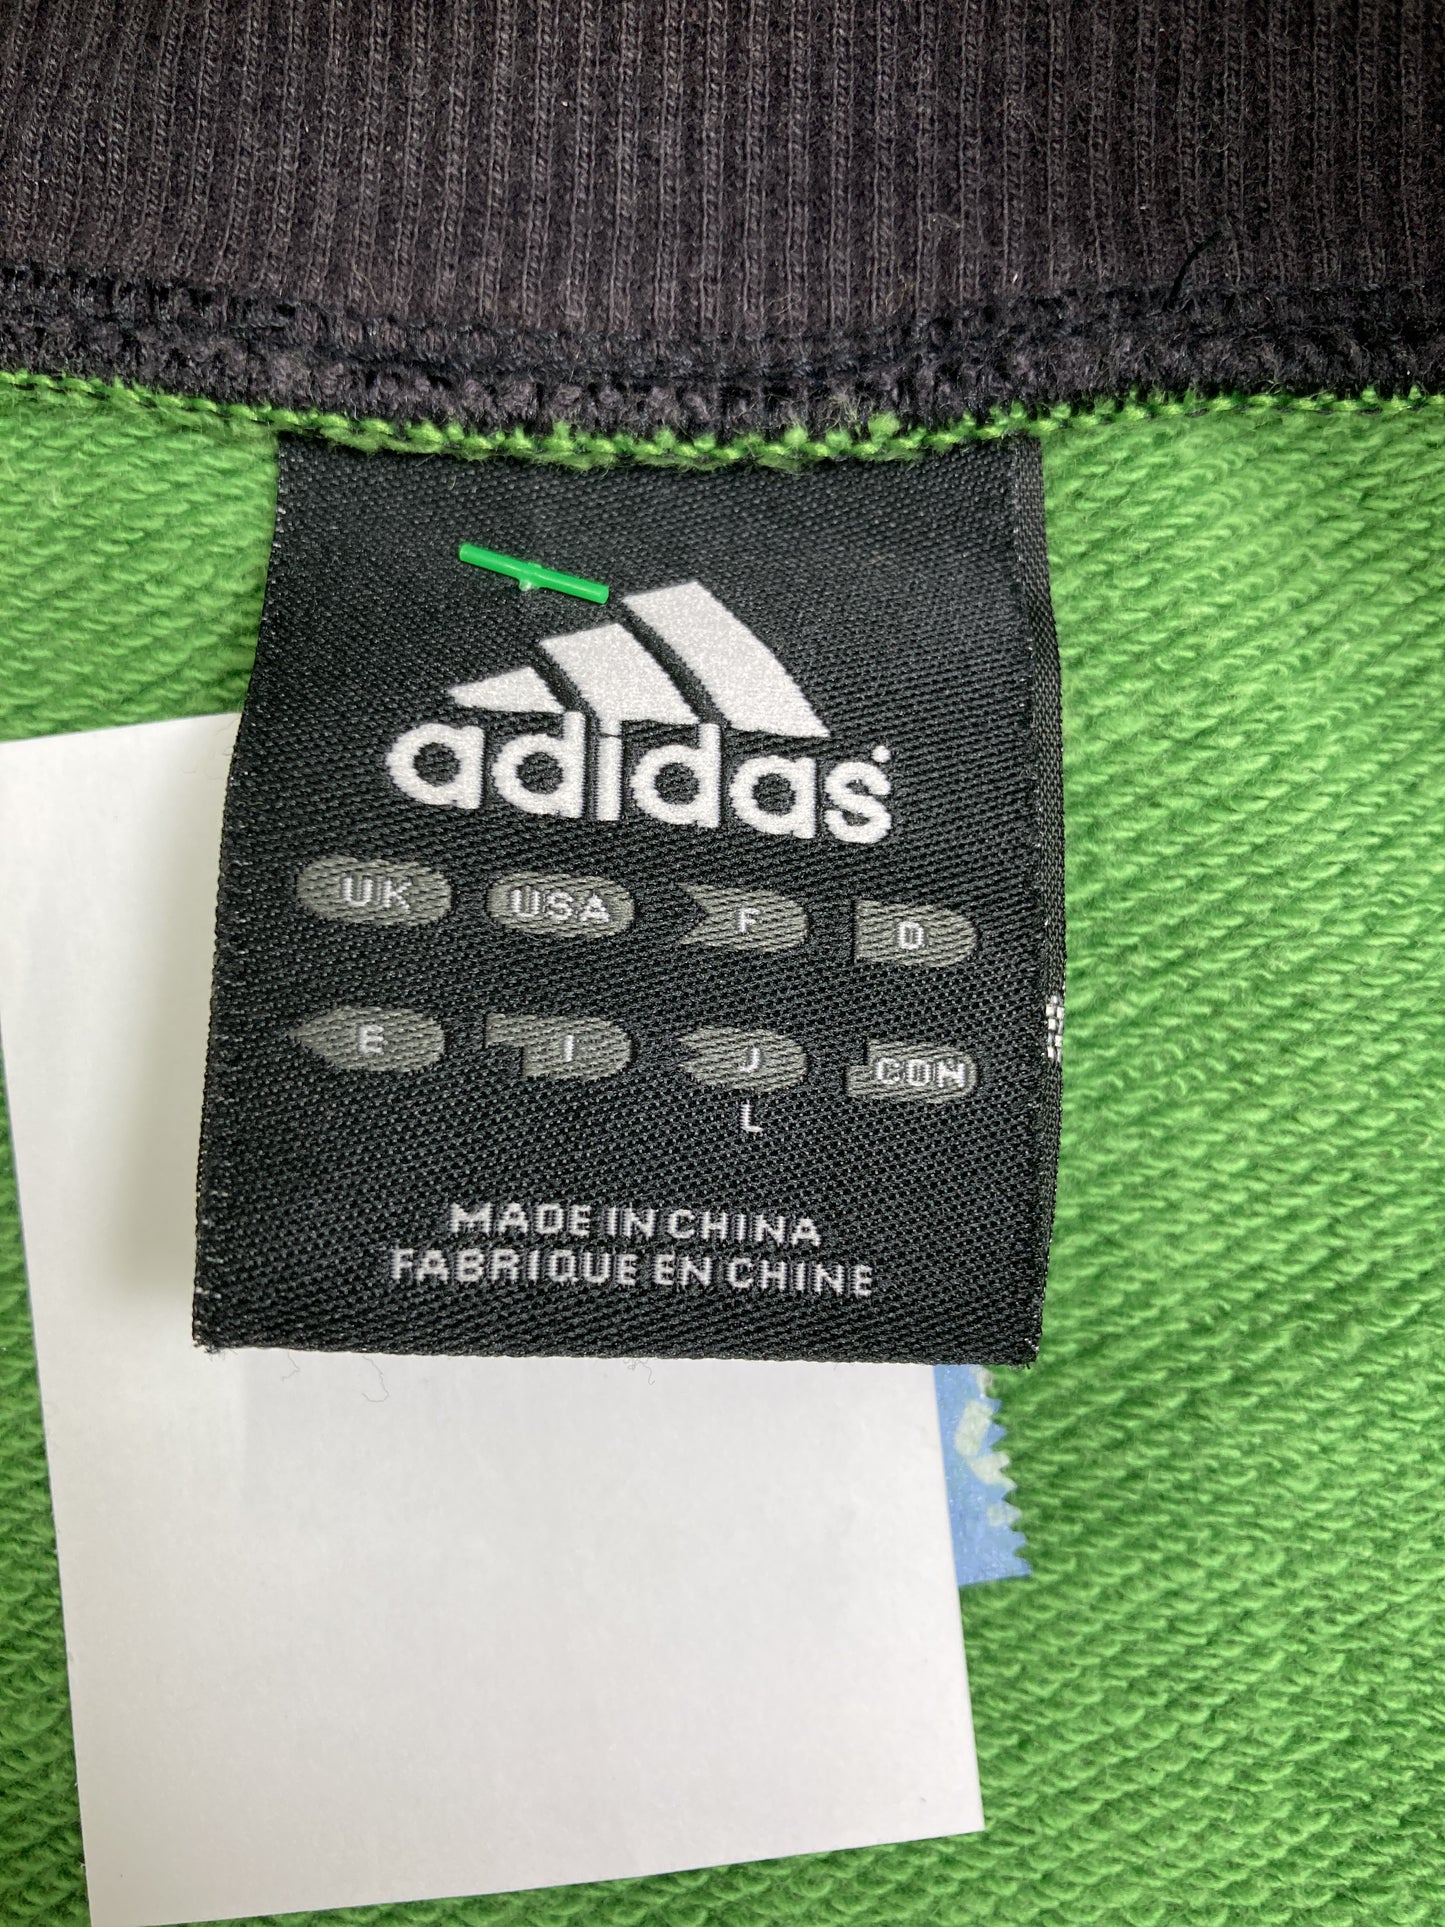 adidas
UK USA F D
E I J CON
L
MADE IN CHINA
FABRIQUE EN CHINE